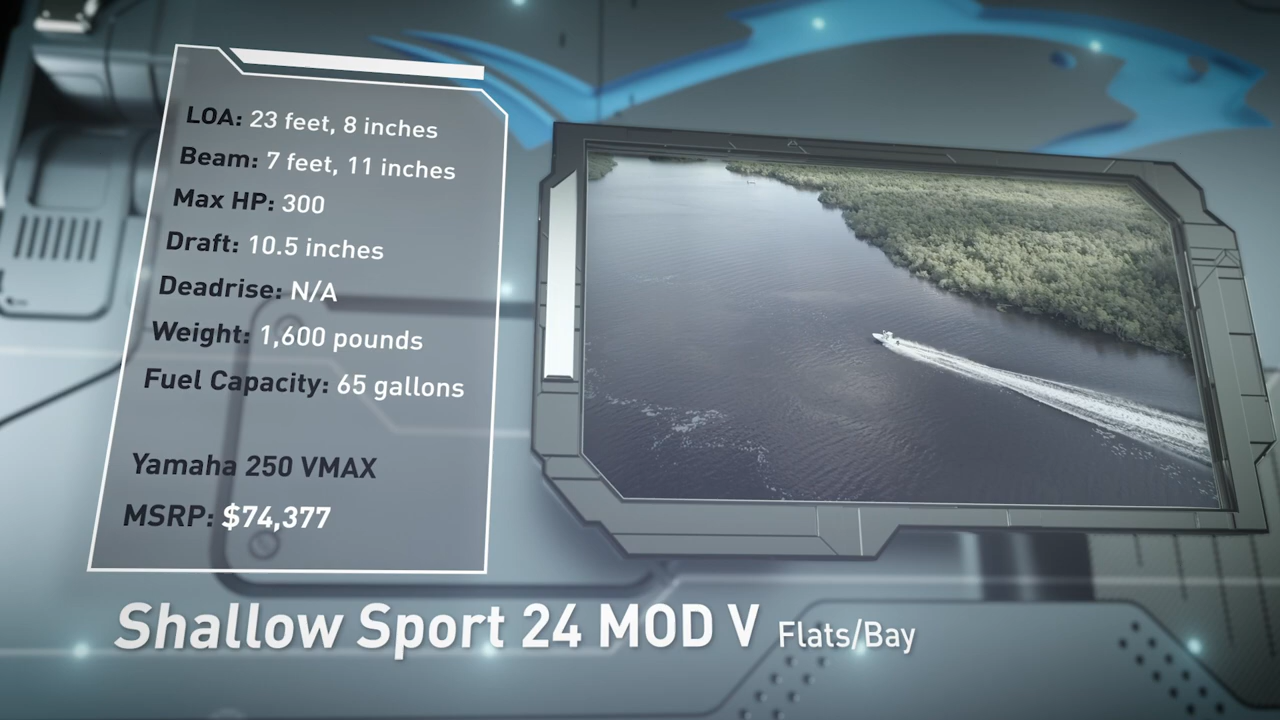 LOA: 23 feet, 8 inches
Beam: 7 feet, 11 inches
Max HP: 300
Draft: 10.5 inches
Deadrise: N/A
Weight: 1,600 pounds
Fuel Capacity: 65 gallons
Yamaha 250 VMAX
MSRP: $74,377
Shallow Sport 24 MOD V Flats/Bay